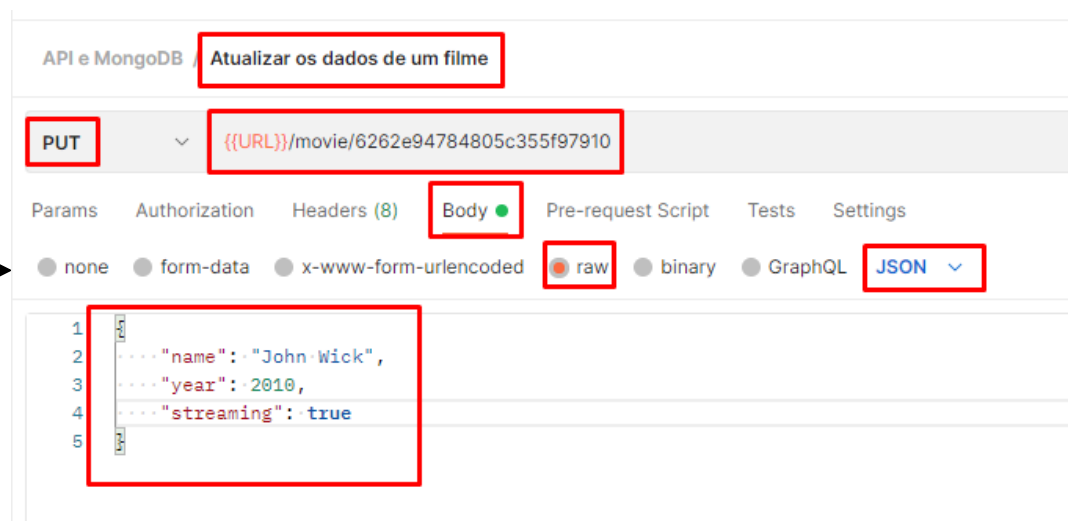 API e MongoDB / Atualizar os dados de um filme
PUT {{URL}}/movie/6262e94784805c355f97910
Params Authorization Headers (8) Body Pre-request Script Tests Settings
none form-data x-www-form-urlencoded raw binary GraphQL JSON
1 {
2 "name": "John Wick",
3 "year": 2010,
4 "streaming": true
5 }